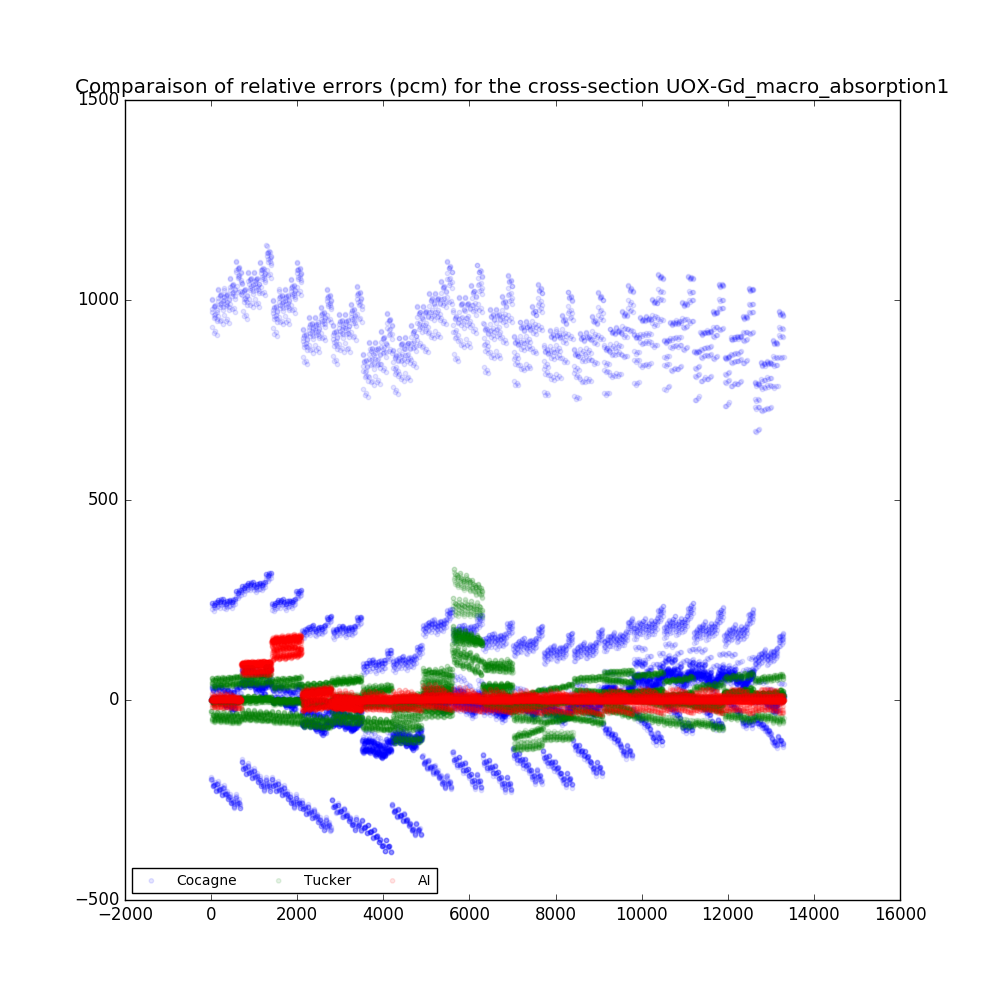 Comparaison of relative errors (pcm) for the cross-section UOX-Gd_macro_absorption1
1500
1000
500
0
−500
−2000 0 2000 4000 6000 8000 10000 12000 14000 16000
Cocagne Tucker AI